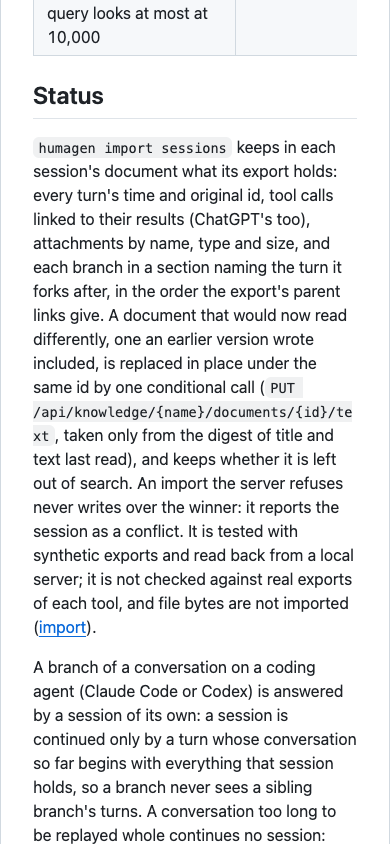 query looks at most at
10,000
Status
humagen import sessions keeps in each
session's document what its export holds:
every turn's time and original id, tool calls
linked to their results (ChatGPT's too),
attachments by name, type and size, and
each branch in a section naming the turn it
forks after, in the order the export's parent
links give. A document that would now read
differently, one an earlier version wrote
included, is replaced in place under the
same id by one conditional call ( PUT
/api/knowledge/{name}/documents/{id}/te
xt , taken only from the digest of title and
text last read), and keeps whether it is left
out of search. An import the server refuses
never writes over the winner: it reports the
session as a conflict. It is tested with
synthetic exports and read back from a local
server; it is not checked against real exports
of each tool, and file bytes are not imported
(import).
A branch of a conversation on a coding
agent (Claude Code or Codex) is answered
by a session of its own: a session is
continued only by a turn whose conversation
so far begins with everything that session
holds, so a branch never sees a sibling
branch's turns. A conversation too long to
be replayed whole continues no session: